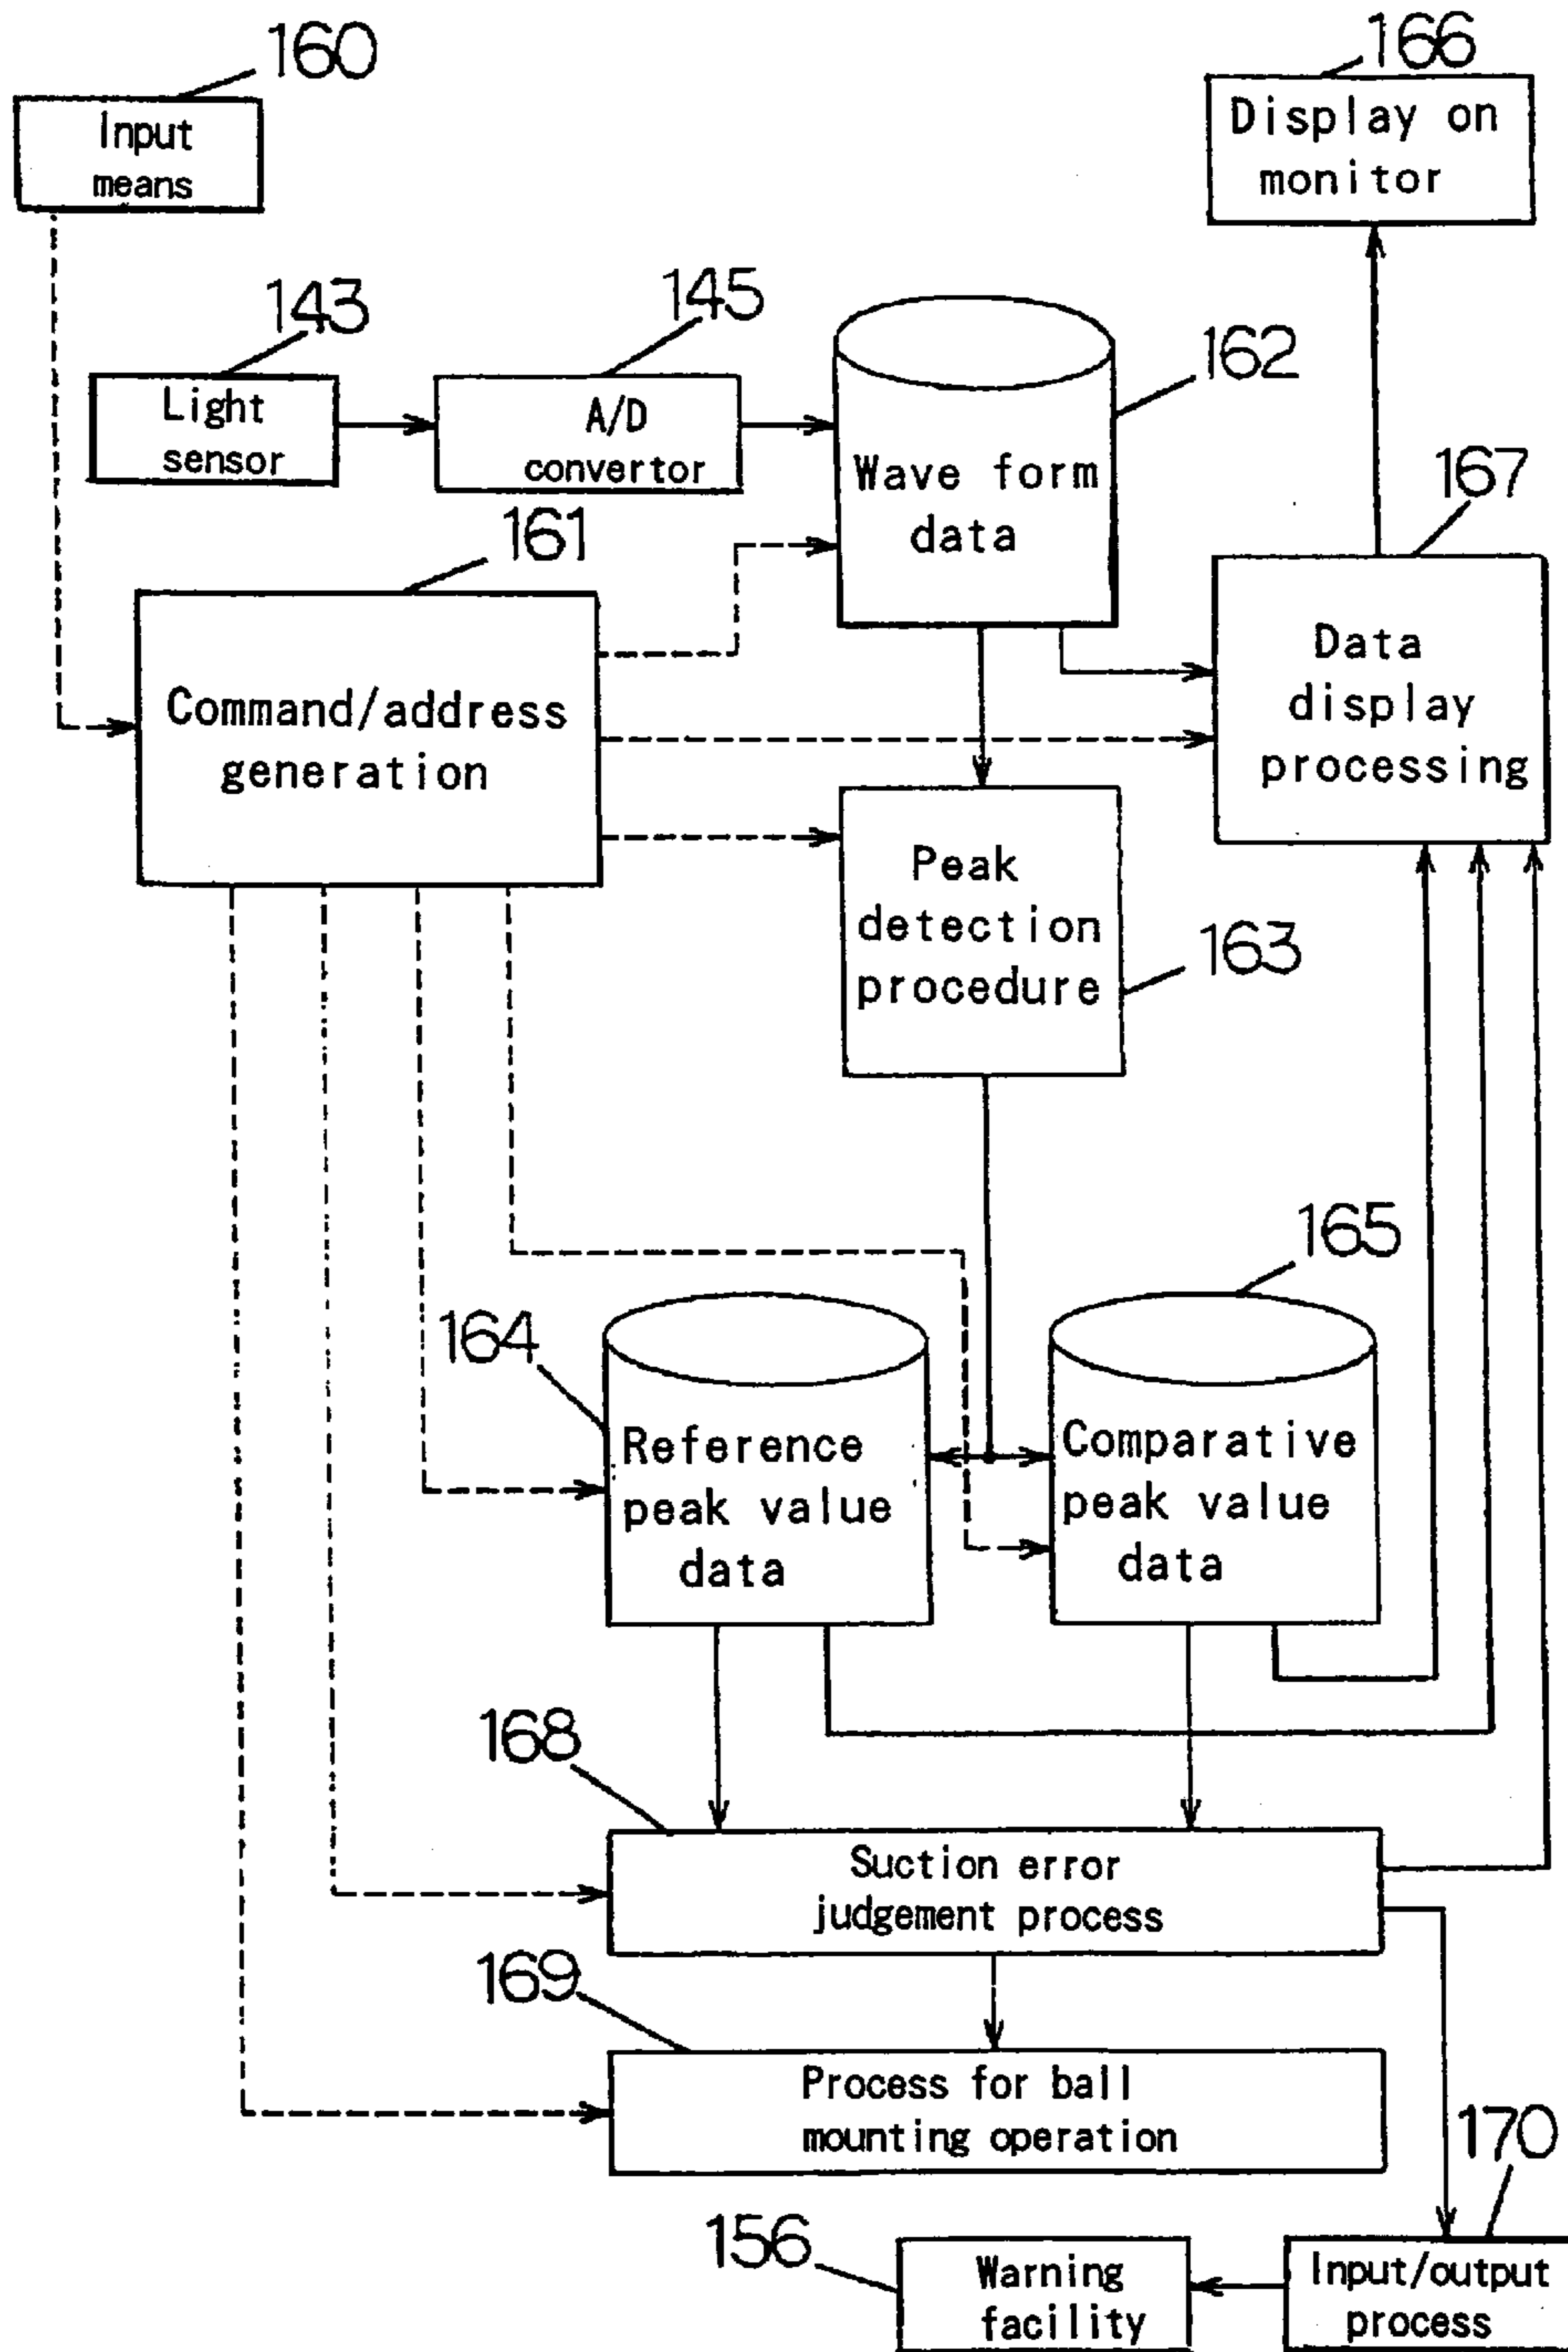 160
Input
means
166
Display on
monitor
143
Light
sensor
145
A/D
convertor
162
Wave form
data
167
Data
display
processing
161
Command/address
generation
Peak
detection
procedure
163
164
Reference
peak value
data
165
Comparative
peak value
data
168
Suction error
judgement process
169
Process for ball
mounting operation
170
Input/output
process
156
Warning
facility